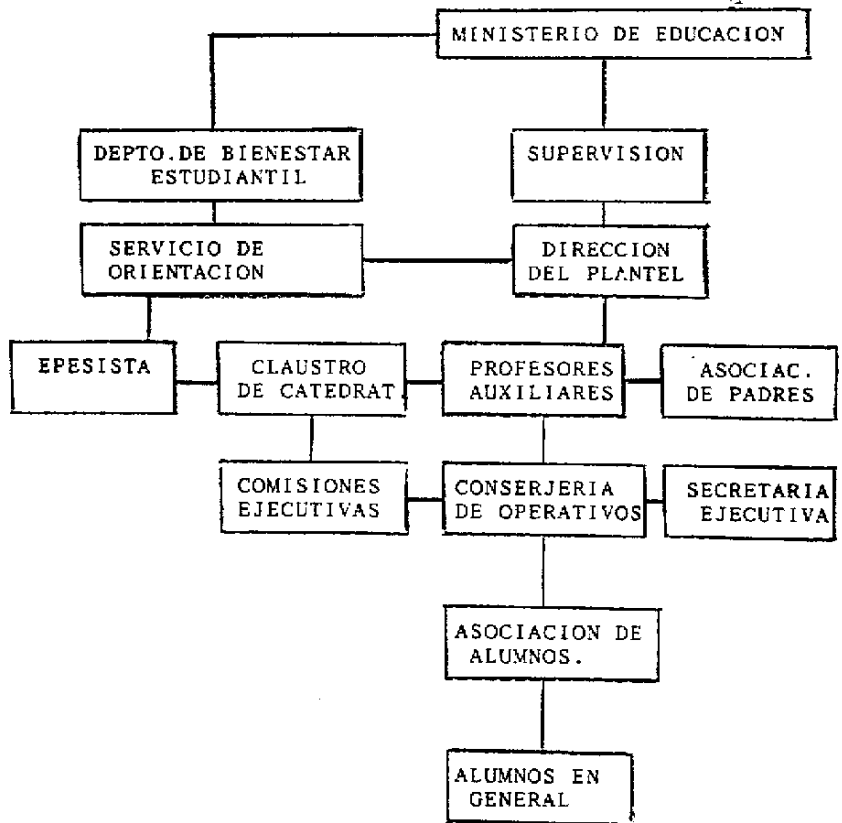 MINISTERIO DE EDUCACION
DEPTO.DE BIENESTAR
ESTUDIANTIL
SUPERVISION
SERVICIO DE
ORIENTACION
DIRECCION
DEL PLANTEL
EPESISTA
CLAUSTRO
DE CATEDRAT.
PROFESORES
AUXILIARES
ASOCIAC.
DE PADRES
COMISIONES
EJECUTIVAS
CONSERJERIA
DE OPERATIVOS
SECRETARIA
EJECUTIVA
ASOCIACION DE
ALUMNOS.
ALUMNOS EN
GENERAL